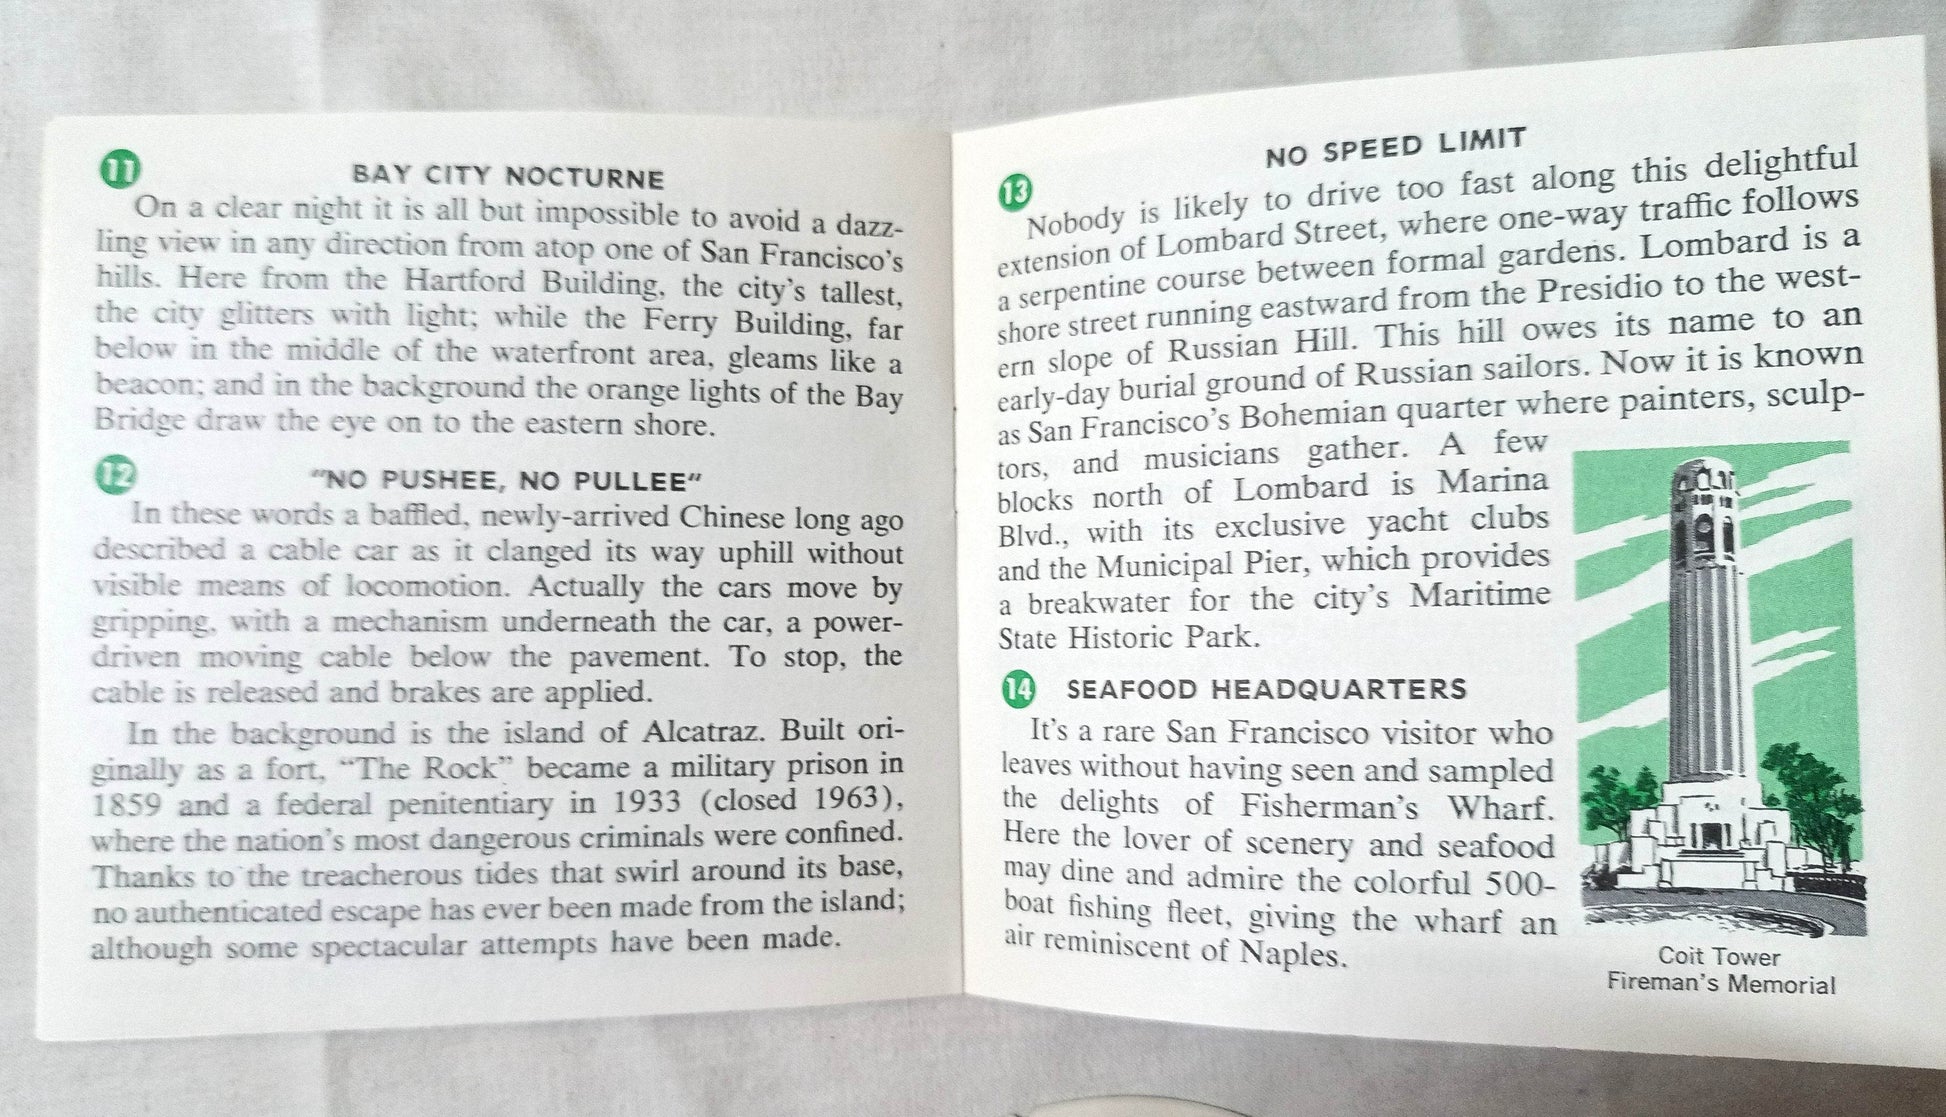 11
BAY CITY NOCTURNE
On a clear night it is all but impossible to avoid a dazz-
ling view in any direction from atop one of San Francisco's
hills. Here from the Hartford Building, the city's tallest,
the city glitters with light; while the Ferry Building, far
below in the middle of the waterfront area, gleams like a
beacon; and in the background the orange lights of the Bay
Bridge draw the eye on to the eastern shore.
12
"NO PUSHEE, NO PULLEE"
In these words a baffled, newly-arrived Chinese long ago
described a cable car as it clanged its way uphill without
visible means of locomotion. Actually the cars move by
gripping, with a mechanism underneath the car, a power-
driven moving cable below the pavement. To stop, the
cable is released and brakes are applied.
In the background is the island of Alcatraz. Built ori-
ginally as a fort, “The Rock” became a military prison in
1859 and a federal penitentiary in 1933 (closed 1963),
where the nation's most dangerous criminals were confined.
Thanks to the treacherous tides that swirl around its base,
no authenticated escape has ever been made from the island;
although some spectacular attempts have been made.
NO SPEED LIMIT
13
Nobody is likely to drive too fast along this delightful
extension of Lombard Street, where one-way traffic follows
a serpentine course between formal gardens. Lombard is a
shore street running eastward from the Presidio to the west-
ern slope of Russian Hill. This hill owes its name to an
early-day burial ground of Russian sailors. Now it is known
as San Francisco's Bohemian quarter where painters, sculp-
tors, and musicians gather. A few
blocks north of Lombard is Marina
Blvd., with its exclusive yacht clubs
and the Municipal Pier, which provides
a breakwater for the city's Maritime
State Historic Park.
14 SEAFOOD HEADQUARTERS
It's a rare San Francisco visitor who
leaves without having seen and sampled
the delights of Fisherman's Wharf.
Here the lover of scenery and seafood
may dine and admire the colorful 500-
boat fishing fleet, giving the wharf an
air reminiscent of Naples.
Coit Tower
Fireman's Memorial